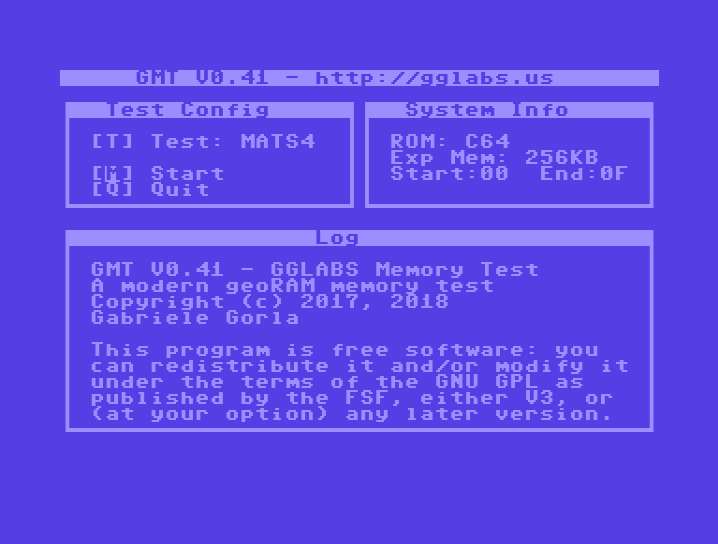 GMT V0.41 - http://gglabs.us
Test Config
[T] Test: MATS4
[ ] Start
[Q] Quit
System Info
ROM: C64
Exp Mem: 256KB
Start:00 End:0F
Log
GMT V0.41 - GGLABS Memory Test
A modern geoRAM memory test
Copyright (c) 2017, 2018
Gabriele Gorla
This program is free software: you
can redistribute it and/or modify it
under the terms of the GNU GPL as
published by the FSF, either V3, or
(at your option) any later version.